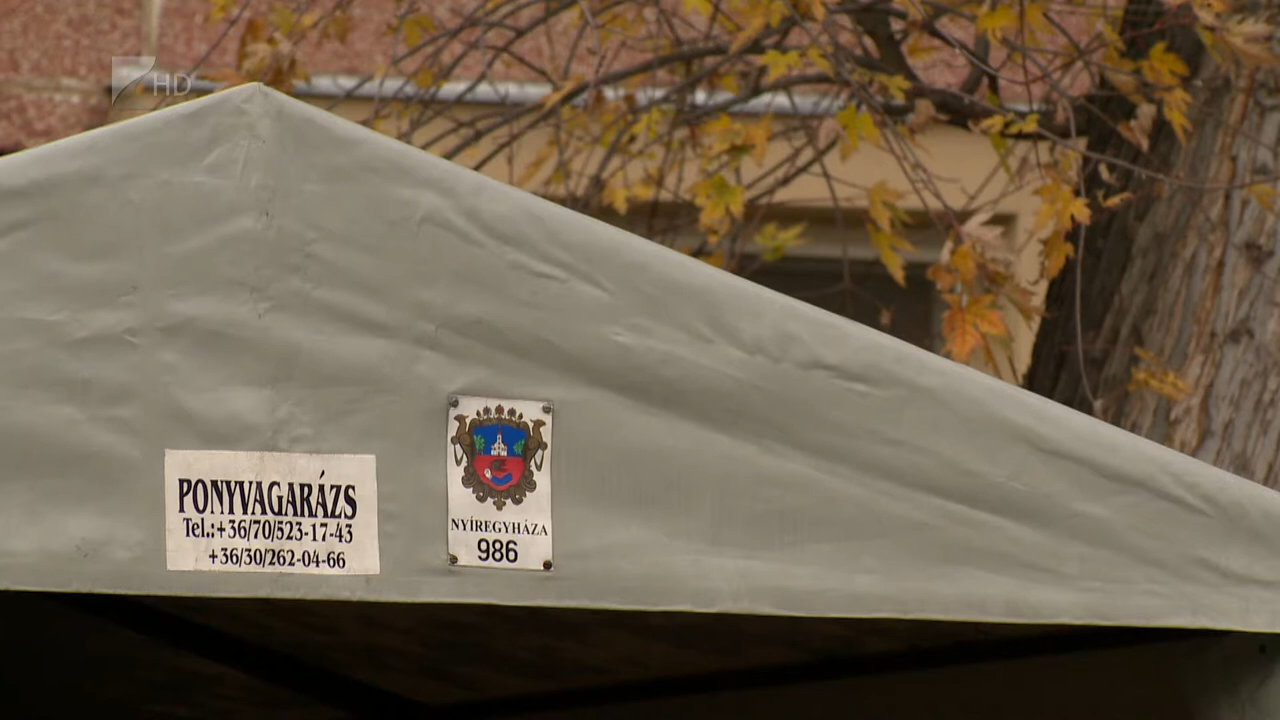 HD
PONYVAGARÁZS
Tel.:+36/70/523-17-43
+36/30/262-04-66
NYÍREGYHÁZA
986